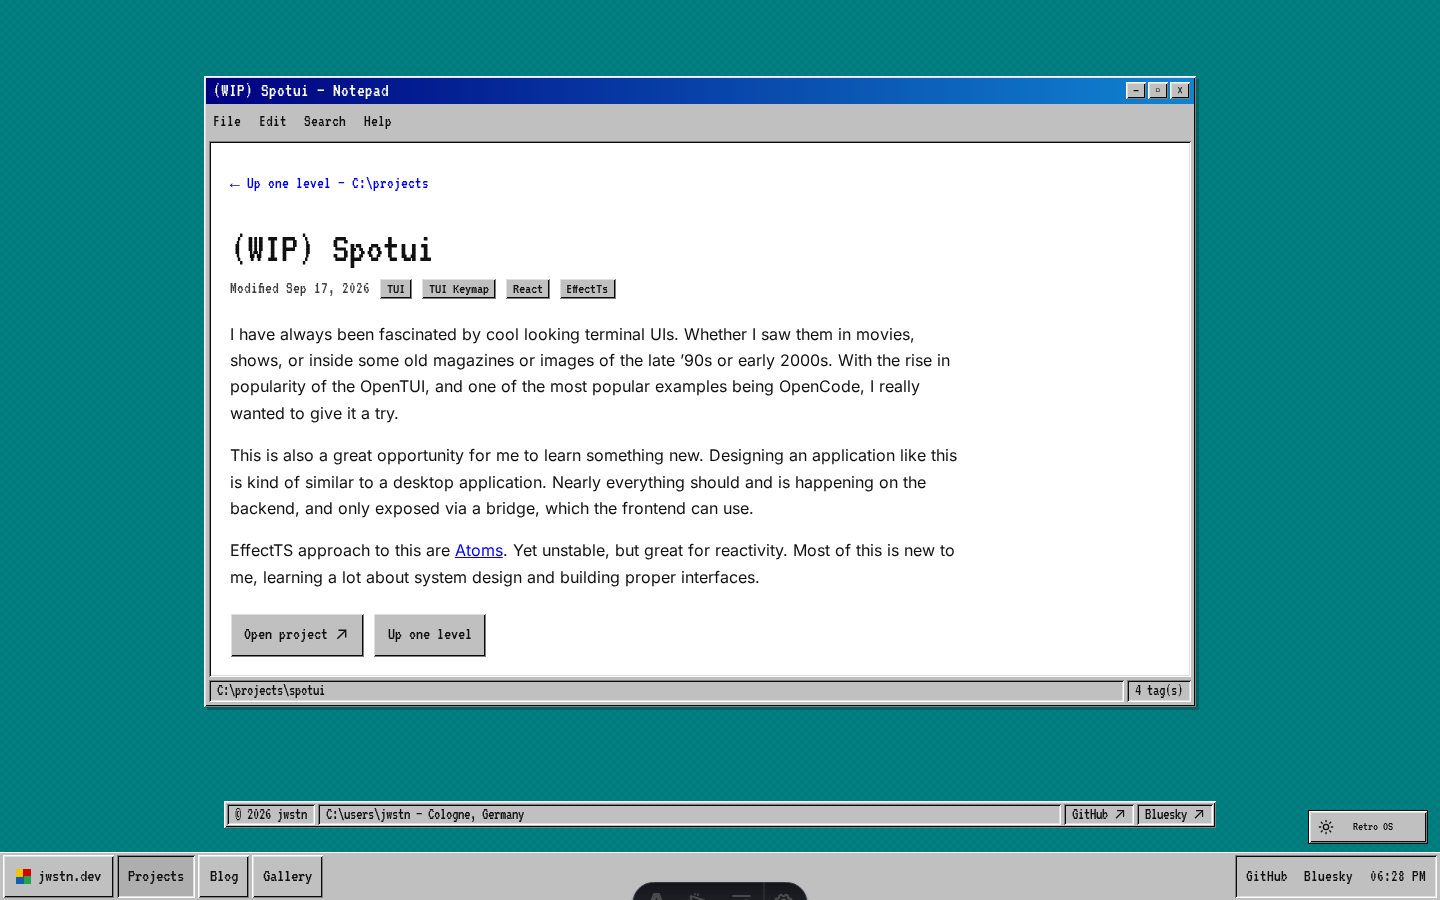 (WIP) Spotui - Notepad
File Edit Search Help
← Up one level - C:\projects
(WIP) Spotui
Modified Sep 17, 2026 TUI TUI Keymap React EffectTs
I have always been fascinated by cool looking terminal UIs. Whether I saw them in movies,
shows, or inside some old magazines or images of the late ’90s or early 2000s. With the rise in
popularity of the OpenTUI, and one of the most popular examples being OpenCode, I really
wanted to give it a try.
This is also a great opportunity for me to learn something new. Designing an application like this
is kind of similar to a desktop application. Nearly everything should and is happening on the
backend, and only exposed via a bridge, which the frontend can use.
EffectTS approach to this are Atoms. Yet unstable, but great for reactivity. Most of this is new to
me, learning a lot about system design and building proper interfaces.
Open project ↗ Up one level
C:\projects\spotui 4 tag(s)
© 2026 jwstn C:\users\jwstn - Cologne, Germany GitHub ↗ Bluesky ↗
Retro OS
jwstn.dev Projects Blog Gallery GitHub Bluesky 06:28 PM